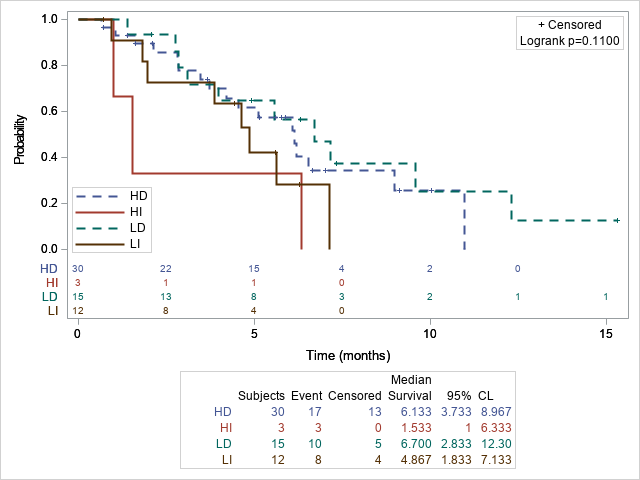 + Censored
Logrank p=0.1100
1.0
0.8
0.6
0.4
0.2
0.0
Probability
HD
HI
LD
LI
HD 30 22 15 4 2 0
HI 3 1 1 0
LD 15 13 8 3 2 1 1
LI 12 8 4 0
0 5 10 15
Time (months)
Median
Subjects Event Censored Survival 95% CL
HD 30 17 13 6.133 3.733 8.967
HI 3 3 0 1.533 1 6.333
LD 15 10 5 6.700 2.833 12.30
LI 12 8 4 4.867 1.833 7.133